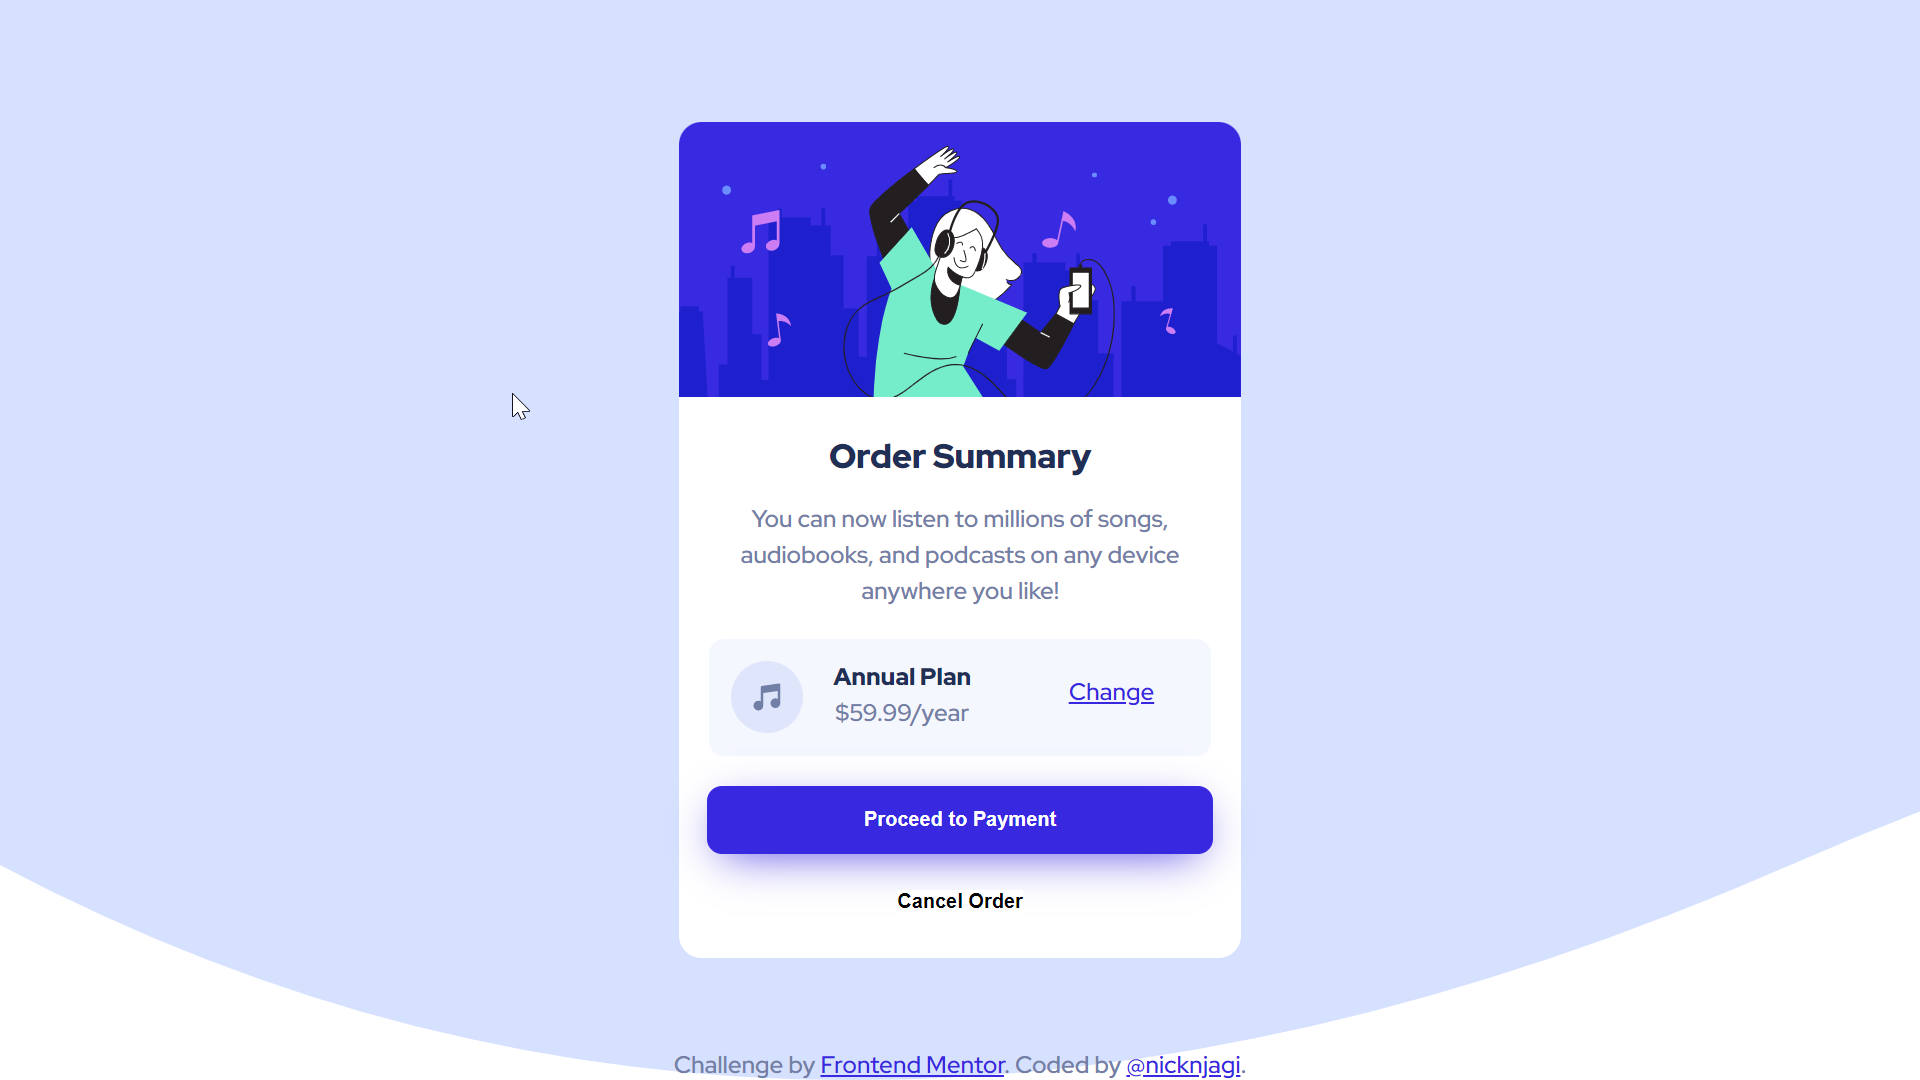 Order Summary
You can now listen to millions of songs,
audiobooks, and podcasts on any device
anywhere you like!
Annual Plan
$59.99/year
Change
Proceed to Payment
Cancel Order
Challenge by Frontend Mentor. Coded by @nicknjagi.